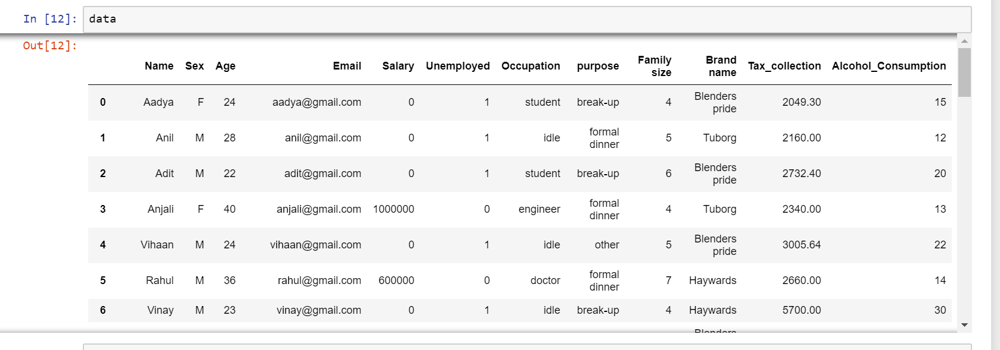 In [12]: data
Out[12]:
Name Sex Age Email Salary Unemployed Occupation purpose Family size Brand name Tax_collection Alcohol_Consumption
0 Aadya F 24 aadya@gmail.com 0 1 student break-up 4 Blenders pride 2049.30 15
1 Anil M 28 anil@gmail.com 0 1 idle formal dinner 5 Tuborg 2160.00 12
2 Adit M 22 adit@gmail.com 0 1 student break-up 6 Blenders pride 2732.40 20
3 Anjali F 40 anjali@gmail.com 1000000 0 engineer formal dinner 4 Tuborg 2340.00 13
4 Vihaan M 24 vihaan@gmail.com 0 1 idle other 5 Blenders pride 3005.64 22
5 Rahul M 36 rahul@gmail.com 600000 0 doctor formal dinner 7 Haywards 2660.00 14
6 Vinay M 23 vinay@gmail.com 0 1 idle break-up 4 Haywards 5700.00 30
Blenders